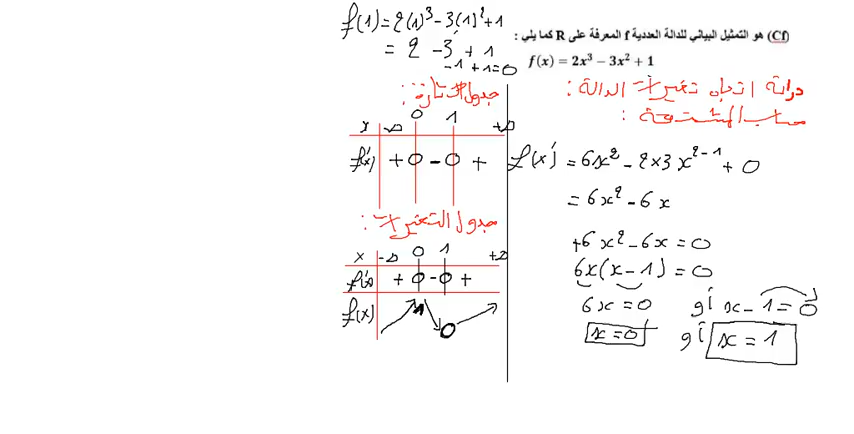 (Cf) هو التمثيل البياني للدالة العددية f المعرفة على R كما يلي :
f(x) = 2x³ − 3x² + 1
دراسة اتجاه تغيرات الدالة :
حساب المشتقة :
f'(x) = 6x² − 2×3x²⁻¹ + 0
= 6x² − 6x
+6x² − 6x = 0
6x(x − 1) = 0
6x = 0 أو x − 1 = 0
x = 0 أو x = 1
f(1) = 2(1)³ − 3(1)² + 1
= 2 − 3 + 1
−1 + 1 = 0
جدول الإشارة :
x −∞ 0 1 +∞
f'(x) + 0 − 0 +
جدول التغيرات :
x −∞ 0 1 +∞
f'(x) + 0 − 0 +
f(x) 1 0